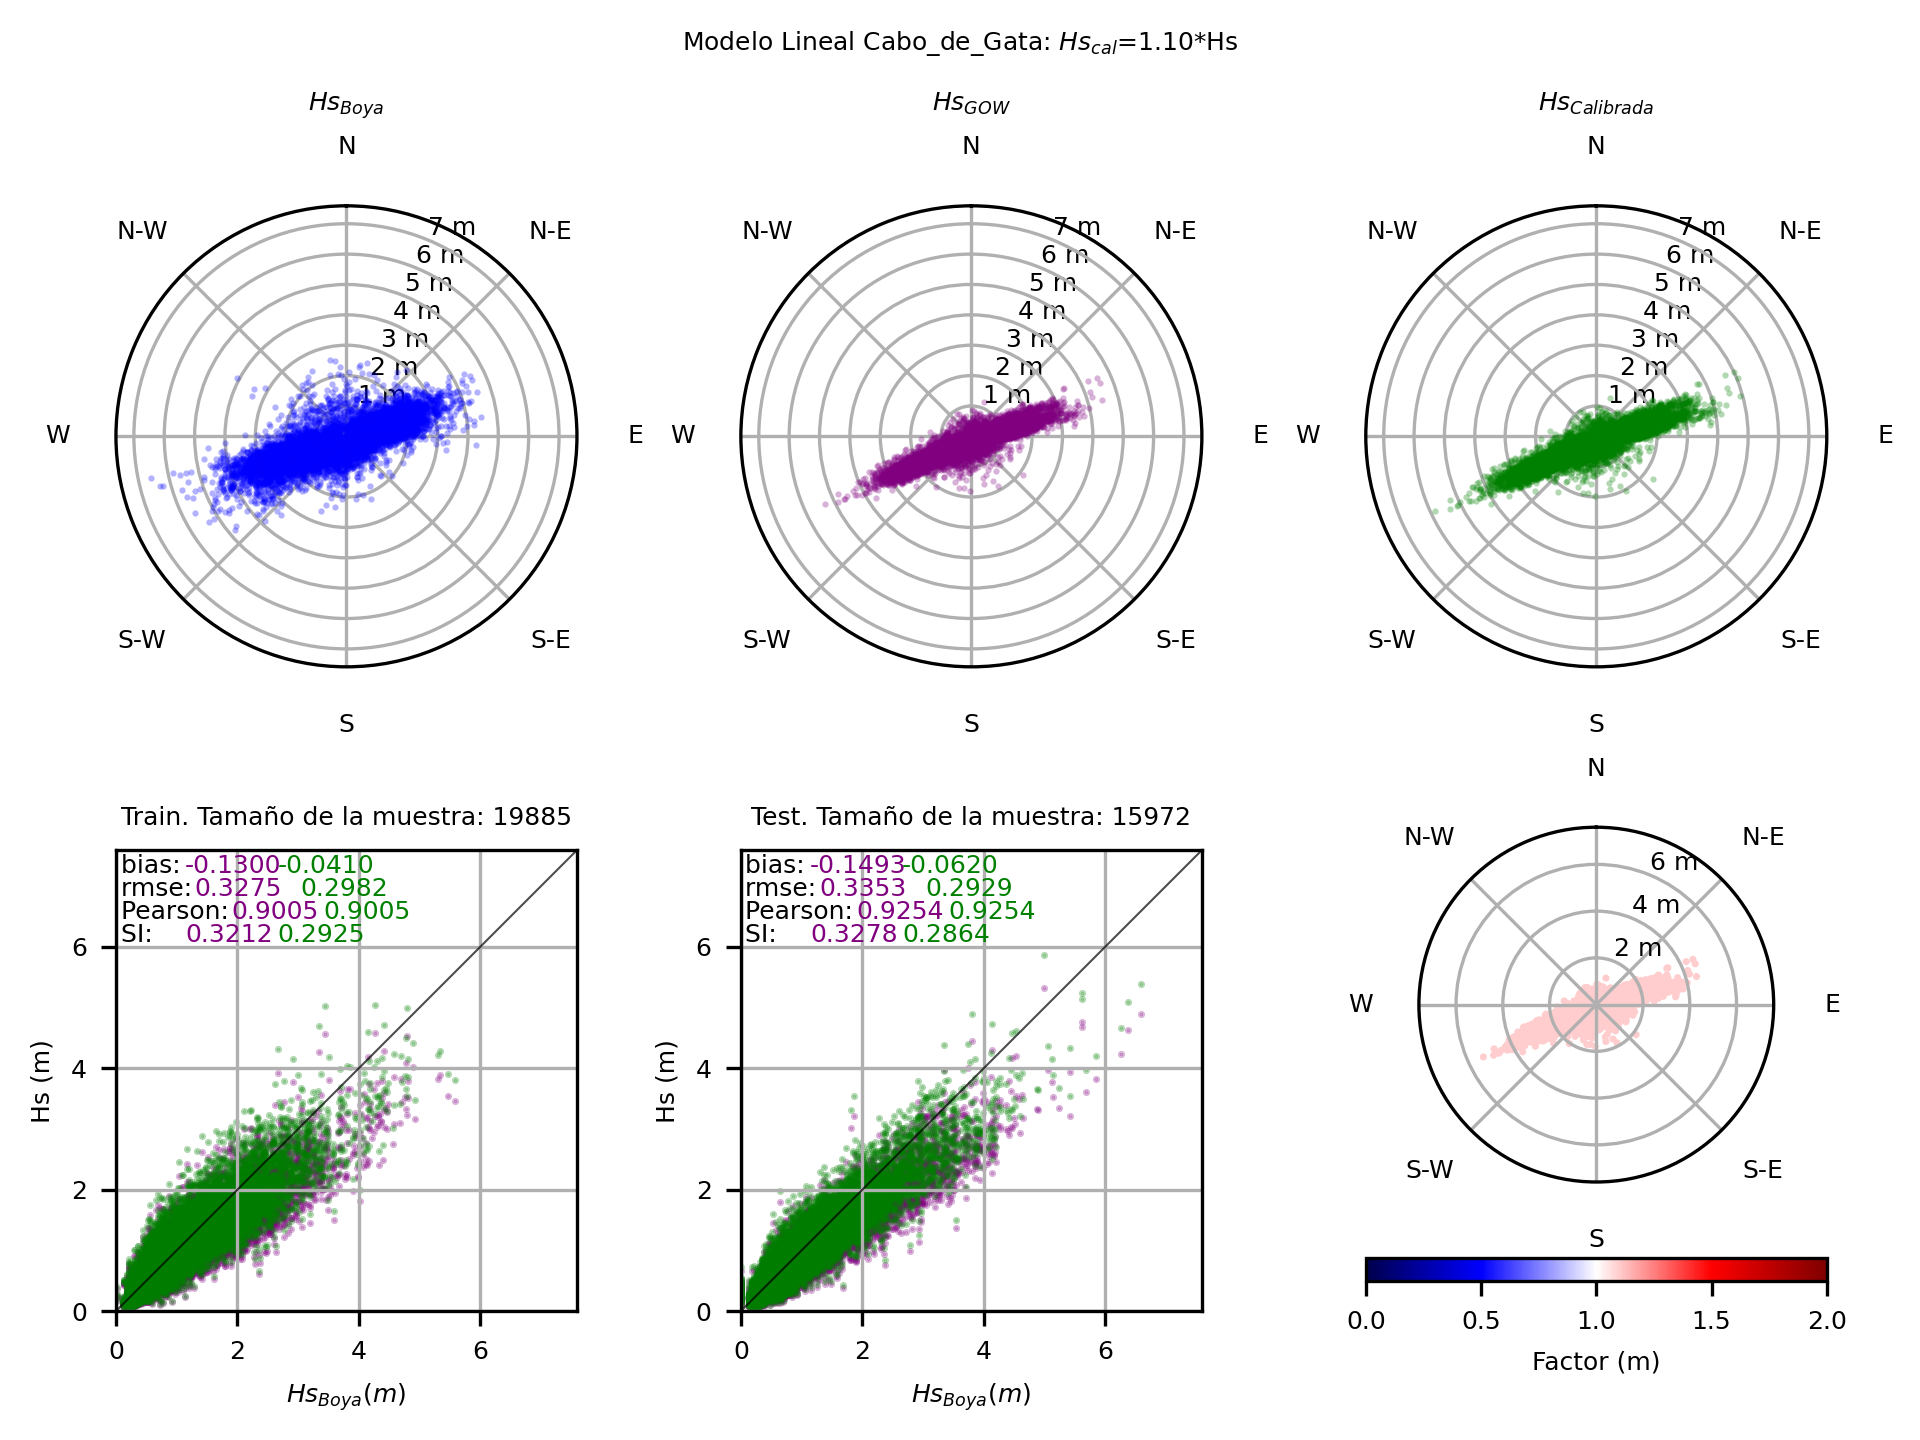 Modelo Lineal Cabo_de_Gata: Hs_cal=1.10*Hs
Hs_Boya
N
N-W
N-E
7 m
6 m
5 m
4 m
3 m
2 m
1 m
W
E
S-W
S-E
S
Hs_GOW
N
N-W
N-E
7 m
6 m
5 m
4 m
3 m
2 m
1 m
W
E
S-W
S-E
S
Hs_Calibrada
N
N-W
N-E
7 m
6 m
5 m
4 m
3 m
2 m
1 m
W
E
S-W
S-E
S
Train. Tamaño de la muestra: 19885
bias: -0.1300 -0.0410
rmse: 0.3275 0.2982
Pearson: 0.9005 0.9005
SI: 0.3212 0.2925
6
4
2
0
Hs (m)
0 2 4 6
Hs_Boya(m)
Test. Tamaño de la muestra: 15972
bias: -0.1493 -0.0620
rmse: 0.3353 0.2929
Pearson: 0.9254 0.9254
SI: 0.3278 0.2864
6
4
2
0
Hs (m)
0 2 4 6
Hs_Boya(m)
N
N-W
N-E
6 m
4 m
2 m
W
E
S-W
S-E
S
0.0 0.5 1.0 1.5 2.0
Factor (m)